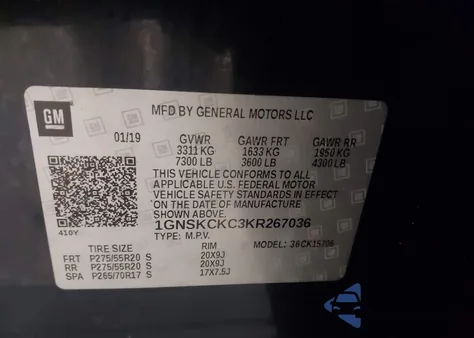 GM
MFD BY GENERAL MOTORS LLC
01/19 GVWR GAWR FRT GAWR RR
3311 KG 1633 KG 1950 KG
7300 LB 3600 LB 4300 LB
THIS VEHICLE CONFORMS TO ALL
APPLICABLE U.S. FEDERAL MOTOR
VEHICLE SAFETY STANDARDS IN EFFECT
ON THE DATE OF MANUFACTURE SHOWN
ABOVE.
1GNSKCKC3KR267036
410Y TYPE: M.P.V.
TIRE SIZE RIM MODEL: 36CK15706
FRT P275/55R20 S 20X9J
RR P275/55R20 S 20X9J
SPA P265/70R17 S 17X7.5J